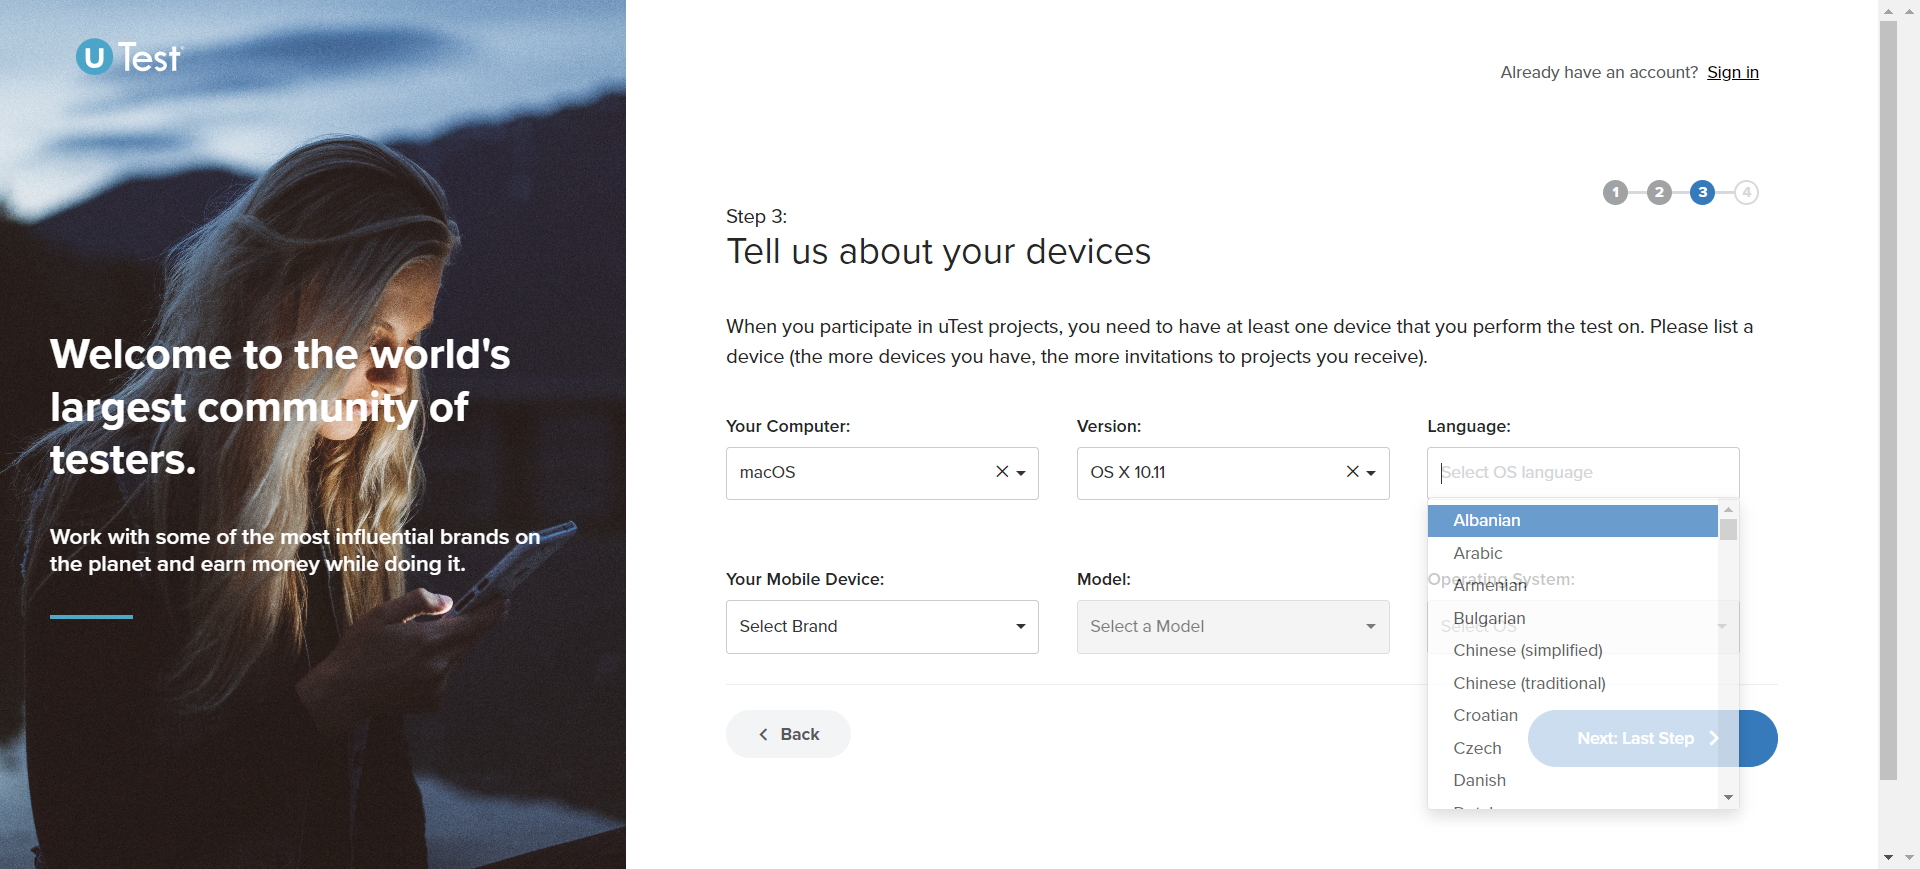 U Test
Already have an account? Sign in
1 2 3 4
Step 3:
Tell us about your devices
Welcome to the world's
largest community of
testers.
Work with some of the most influential brands on
the planet and earn money while doing it.
When you participate in uTest projects, you need to have at least one device that you perform the test on. Please list a
device (the more devices you have, the more invitations to projects you receive).
Your Computer: Version: Language:
macOS OS X 10.11 Select OS language
Albanian
Arabic
Your Mobile Device: Model: Operating System:
Armenian
Bulgarian
Select Brand Select a Model Select OS
Chinese (simplified)
Chinese (traditional)
Croatian
Back Next: Last Step
Czech
Danish